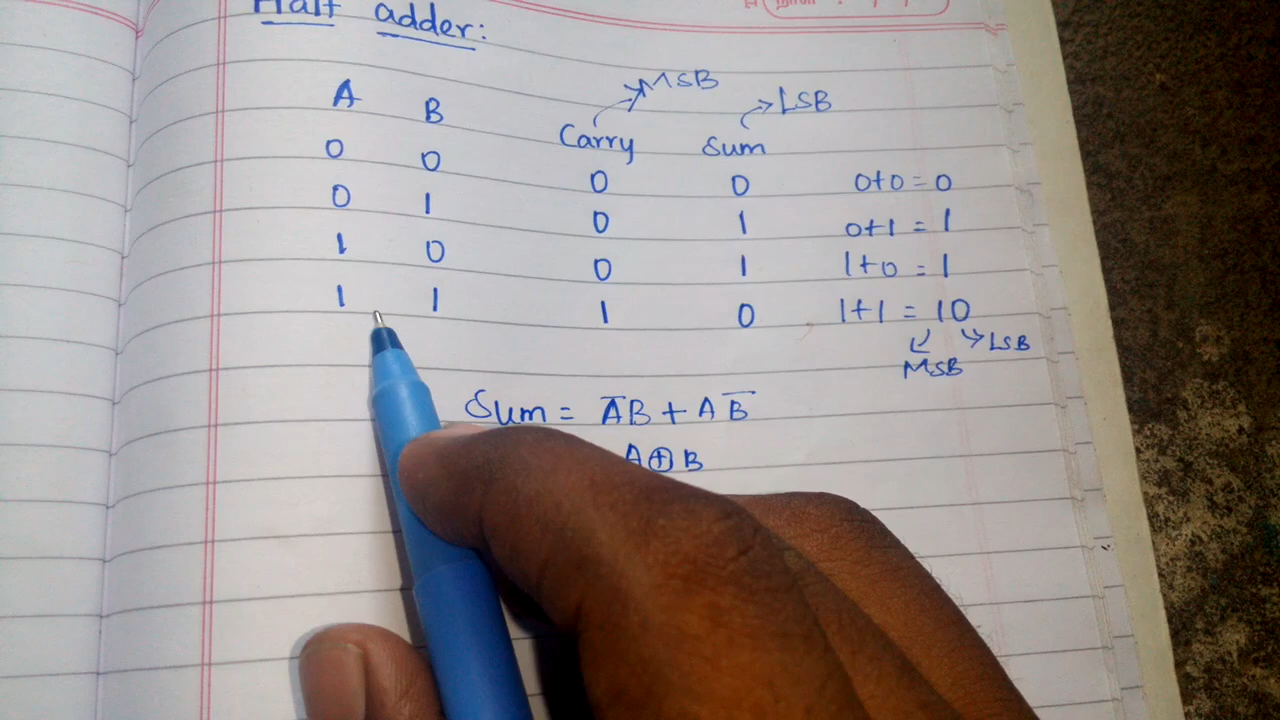 Half adder:
A B Carry → MSB Sum → LSB
0 0 0 0 0+0=0
0 1 0 1 0+1 = 1
1 0 0 1 1+0 = 1
1 1 1 0 1+1 = 10
MSB LSB
Sum = A̅B + AB̅
A⊕B